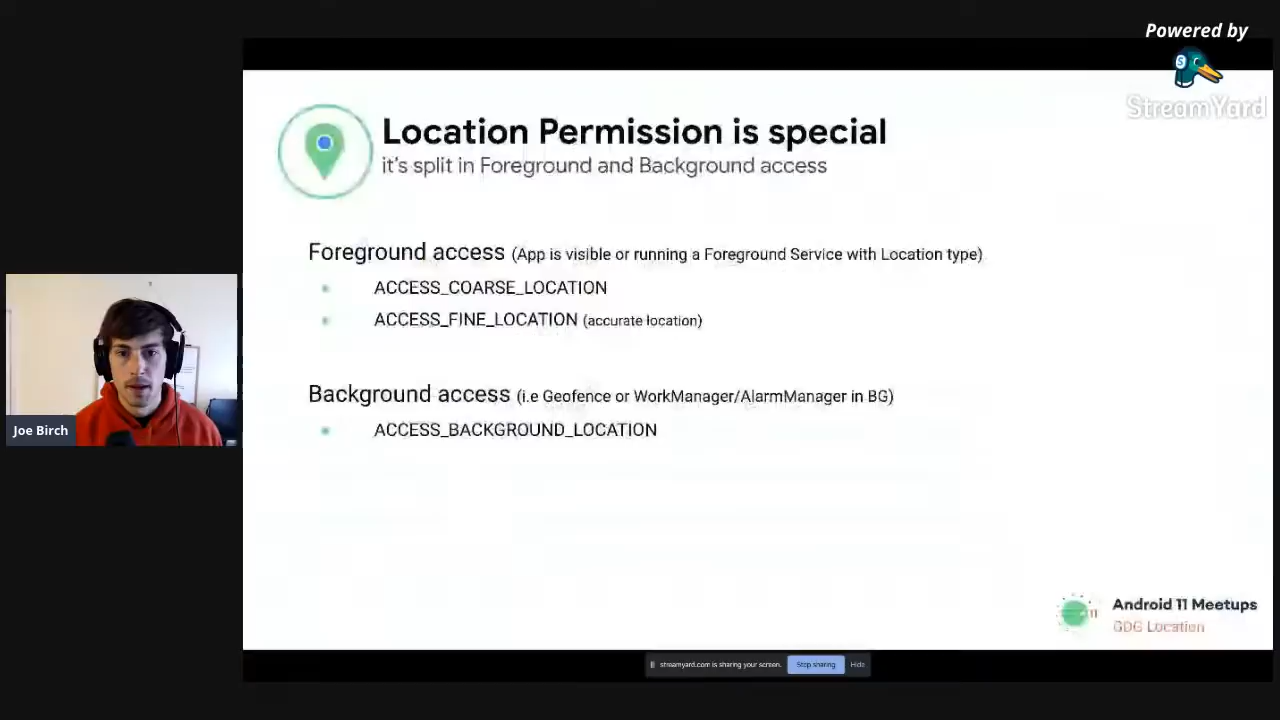 Powered by
StreamYard
Location Permission is special
it's split in Foreground and Background access
Foreground access (App is visible or running a Foreground Service with Location type)
ACCESS_COARSE_LOCATION
ACCESS_FINE_LOCATION (accurate location)
Background access (i.e Geofence or WorkManager/AlarmManager in BG)
ACCESS_BACKGROUND_LOCATION
Joe Birch
Android 11 Meetups
GDG Location
streamyard.com is sharing your screen.
Stop sharing
Hide